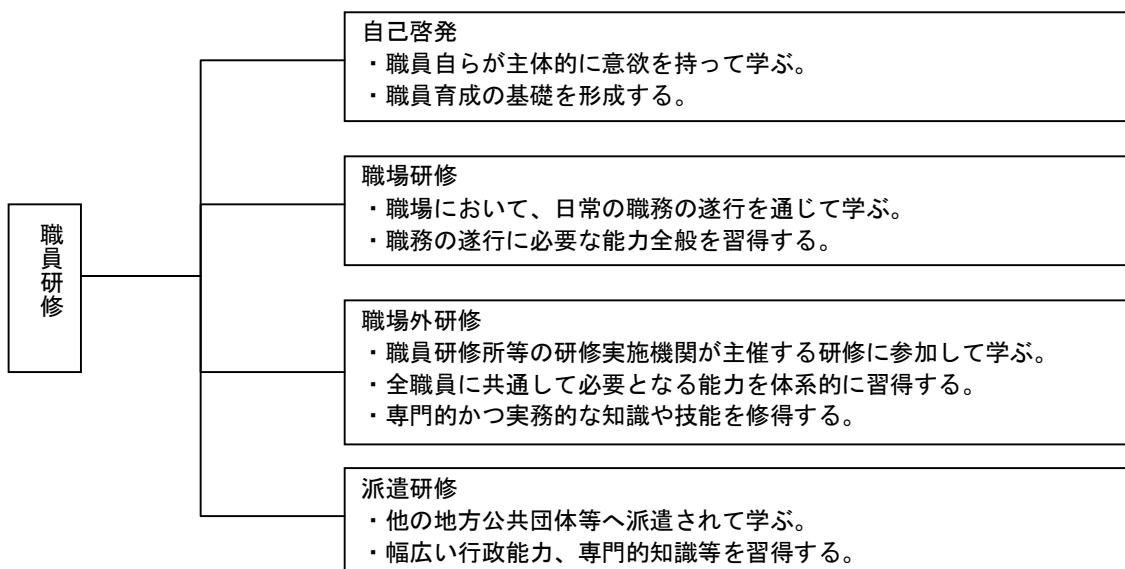 職員研修
自己啓発
・職員自らが主体的に意欲を持って学ぶ。
・職員育成の基礎を形成する。
職場研修
・職場において、日常の職務の遂行を通じて学ぶ。
・職務の遂行に必要な能力全般を習得する。
職場外研修
・職員研修所等の研修実施機関が主催する研修に参加して学ぶ。
・全職員に共通して必要となる能力を体系的に習得する。
・専門的かつ実務的な知識や技能を修得する。
派遣研修
・他の地方公共団体等へ派遣されて学ぶ。
・幅広い行政能力、専門的知識等を習得する。